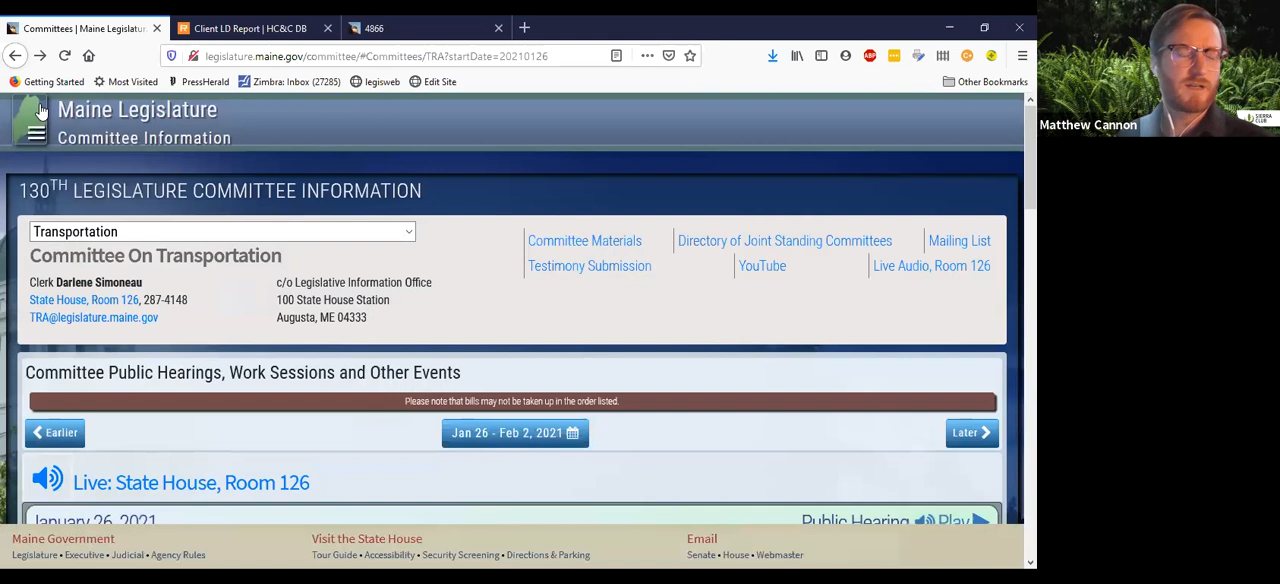 Committees | Maine Legislatur
Client LD Report | HC&C DB
4866
legislature.maine.gov/committee/#Committees/TRA?startDate=20210126
Getting Started
Most Visited
PressHerald
Zimbra: Inbox (27285)
legisweb
Edit Site
Other Bookmarks
Maine Legislature
Committee Information
130TH LEGISLATURE COMMITTEE INFORMATION
Transportation
Committee On Transportation
Clerk Darlene Simoneau
State House, Room 126, 287-4148
TRA@legislature.maine.gov
c/o Legislative Information Office
100 State House Station
Augusta, ME 04333
Committee Materials
Directory of Joint Standing Committees
Mailing List
Testimony Submission
YouTube
Live Audio, Room 126
Committee Public Hearings, Work Sessions and Other Events
Please note that bills may not be taken up in the order listed.
Earlier
Jan 26 - Feb 2, 2021
Later
Live: State House, Room 126
January 26, 2021
Public Hearing Play
Maine Government
Legislature • Executive • Judicial • Agency Rules
Visit the State House
Tour Guide • Accessibility • Security Screening • Directions & Parking
Email
Senate • House • Webmaster
Matthew Cannon
SIERRA
CLUB
ABP